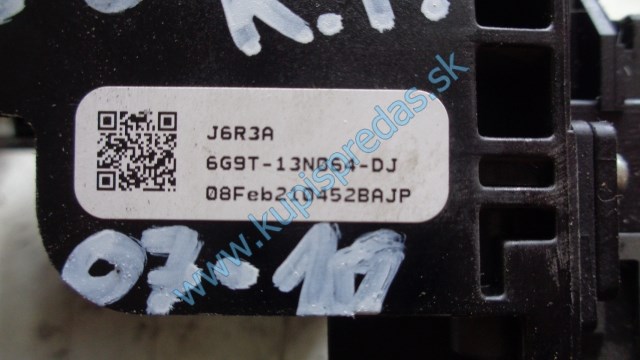 K.T.
J6R3A
6G9T-13N064-DJ
08Feb210452BAJP
www.kupispredas.sk
07.10